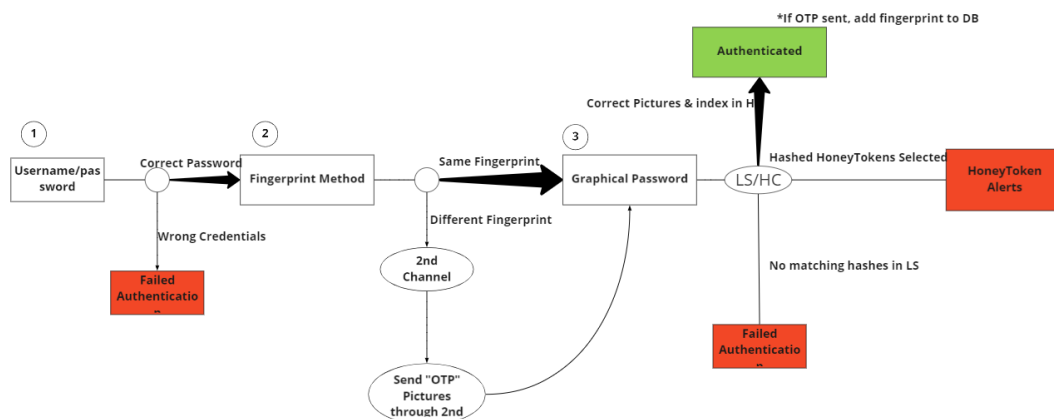 *If OTP sent, add fingerprint to DB
Authenticated
Correct Pictures & index in H
1
2
3
Username/pas
sword
Correct Password
Fingerprint Method
Same Fingerprint
Graphical Password
LS/HC
Hashed HoneyTokens Selected
HoneyToken
Alerts
Different Fingerprint
Wrong Credentials
2nd
Channel
No matching hashes in LS
Failed
Authenticatio
Failed
Authenticatio
Send "OTP"
Pictures
through 2nd